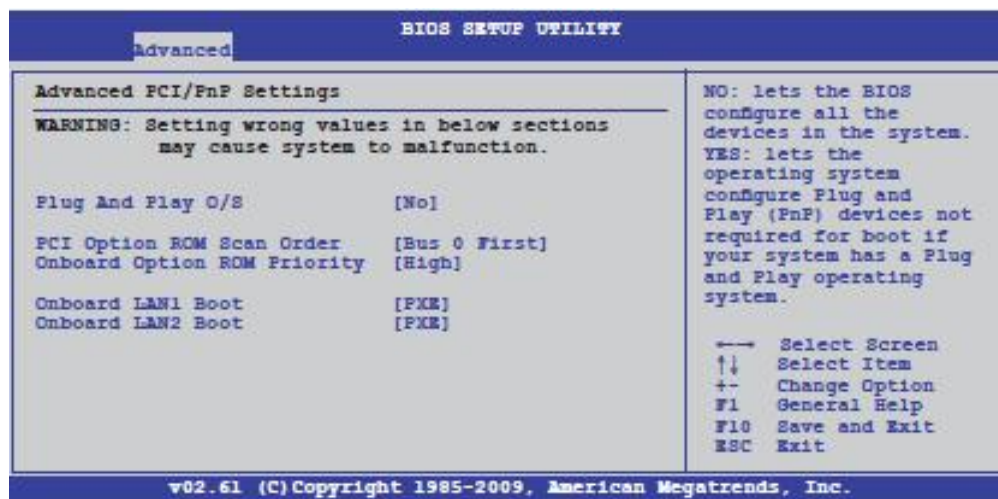 BIOS SETUP UTILITY
Advanced
Advanced PCI/PnP Settings
WARNING: Setting wrong values in below sections
may cause system to malfunction.
Plug And Play O/S [No]
PCI Option ROM Scan Order [Bus 0 First]
Onboard Option ROM Priority [High]
Onboard LAN1 Boot [PXE]
Onboard LAN2 Boot [PXE]
NO: lets the BIOS
configure all the
devices in the system.
YES: lets the
operating system
configure Plug and
Play (PnP) devices not
required for boot if
your system has a Plug
and Play operating
system.
←→ Select Screen
↑↓ Select Item
+- Change Option
F1 General Help
F10 Save and Exit
ESC Exit
v02.61 (C)Copyright 1985-2009, American Megatrends, Inc.